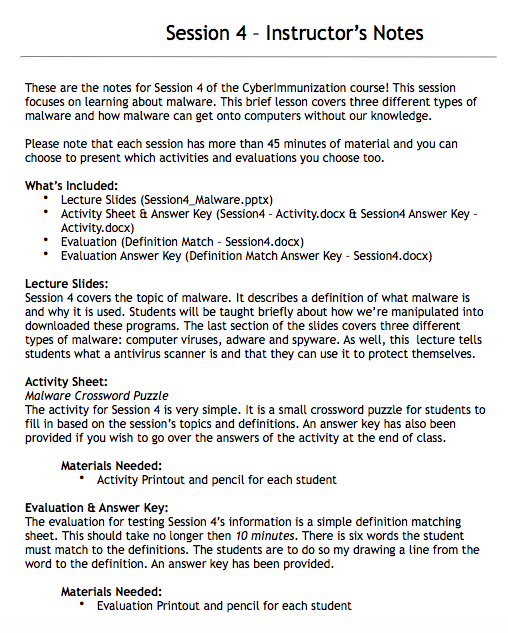 Session 4 – Instructor's Notes
These are the notes for Session 4 of the CyberImmunization course! This session
focuses on learning about malware. This brief lesson covers three different types of
malware and how malware can get onto computers without our knowledge.
Please note that each session has more than 45 minutes of material and you can
choose to present which activities and evaluations you choose too.
What's Included:
• Lecture Slides (Session4_Malware.pptx)
• Activity Sheet & Answer Key (Session4 – Activity.docx & Session4 Answer Key –
Activity.docx)
• Evaluation (Definition Match – Session4.docx)
• Evaluation Answer Key (Definition Match Answer Key – Session4.docx)
Lecture Slides:
Session 4 covers the topic of malware. It describes a definition of what malware is
and why it is used. Students will be taught briefly about how we're manipulated into
downloaded these programs. The last section of the slides covers three different
types of malware: computer viruses, adware and spyware. As well, this lecture tells
students what a antivirus scanner is and that they can use it to protect themselves.
Activity Sheet:
Malware Crossword Puzzle
The activity for Session 4 is very simple. It is a small crossword puzzle for students to
fill in based on the session's topics and definitions. An answer key has also been
provided if you wish to go over the answers of the activity at the end of class.
Materials Needed:
• Activity Printout and pencil for each student
Evaluation & Answer Key:
The evaluation for testing Session 4's information is a simple definition matching
sheet. This should take no longer then 10 minutes. There is six words the student
must match to the definitions. The students are to do so my drawing a line from the
word to the definition. An answer key has been provided.
Materials Needed:
• Evaluation Printout and pencil for each student